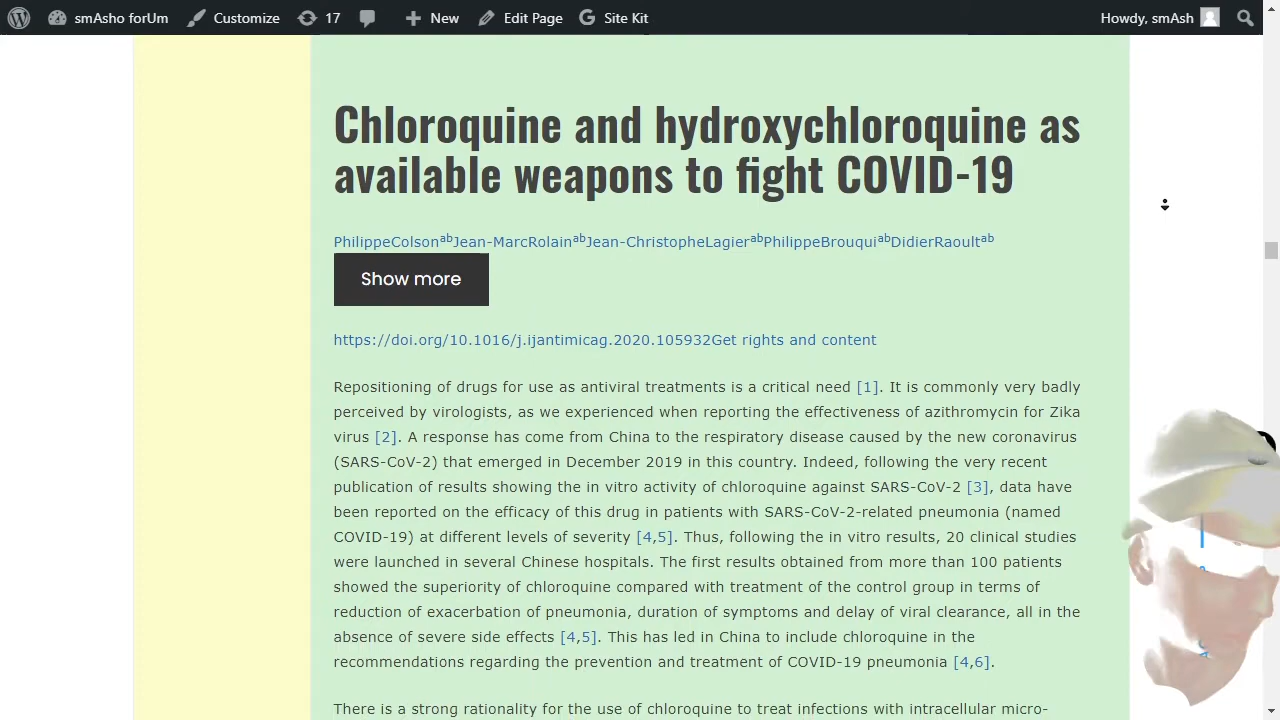 smAsho forUm Customize 17 New Edit Page Site Kit Howdy, smAsh
Chloroquine and hydroxychloroquine as
available weapons to fight COVID-19
PhilippeColsonabJean-MarcRolainabJean-ChristopheLagierabPhilippeBrouquiabDidierRaoultab
Show more
https://doi.org/10.1016/j.ijantimicag.2020.105932Get rights and content
Repositioning of drugs for use as antiviral treatments is a critical need [1]. It is commonly very badly
perceived by virologists, as we experienced when reporting the effectiveness of azithromycin for Zika
virus [2]. A response has come from China to the respiratory disease caused by the new coronavirus
(SARS-CoV-2) that emerged in December 2019 in this country. Indeed, following the very recent
publication of results showing the in vitro activity of chloroquine against SARS-CoV-2 [3], data have
been reported on the efficacy of this drug in patients with SARS-CoV-2-related pneumonia (named
COVID-19) at different levels of severity [4,5]. Thus, following the in vitro results, 20 clinical studies
were launched in several Chinese hospitals. The first results obtained from more than 100 patients
showed the superiority of chloroquine compared with treatment of the control group in terms of
reduction of exacerbation of pneumonia, duration of symptoms and delay of viral clearance, all in the
absence of severe side effects [4,5]. This has led in China to include chloroquine in the
recommendations regarding the prevention and treatment of COVID-19 pneumonia [4,6].
There is a strong rationality for the use of chloroquine to treat infections with intracellular micro-